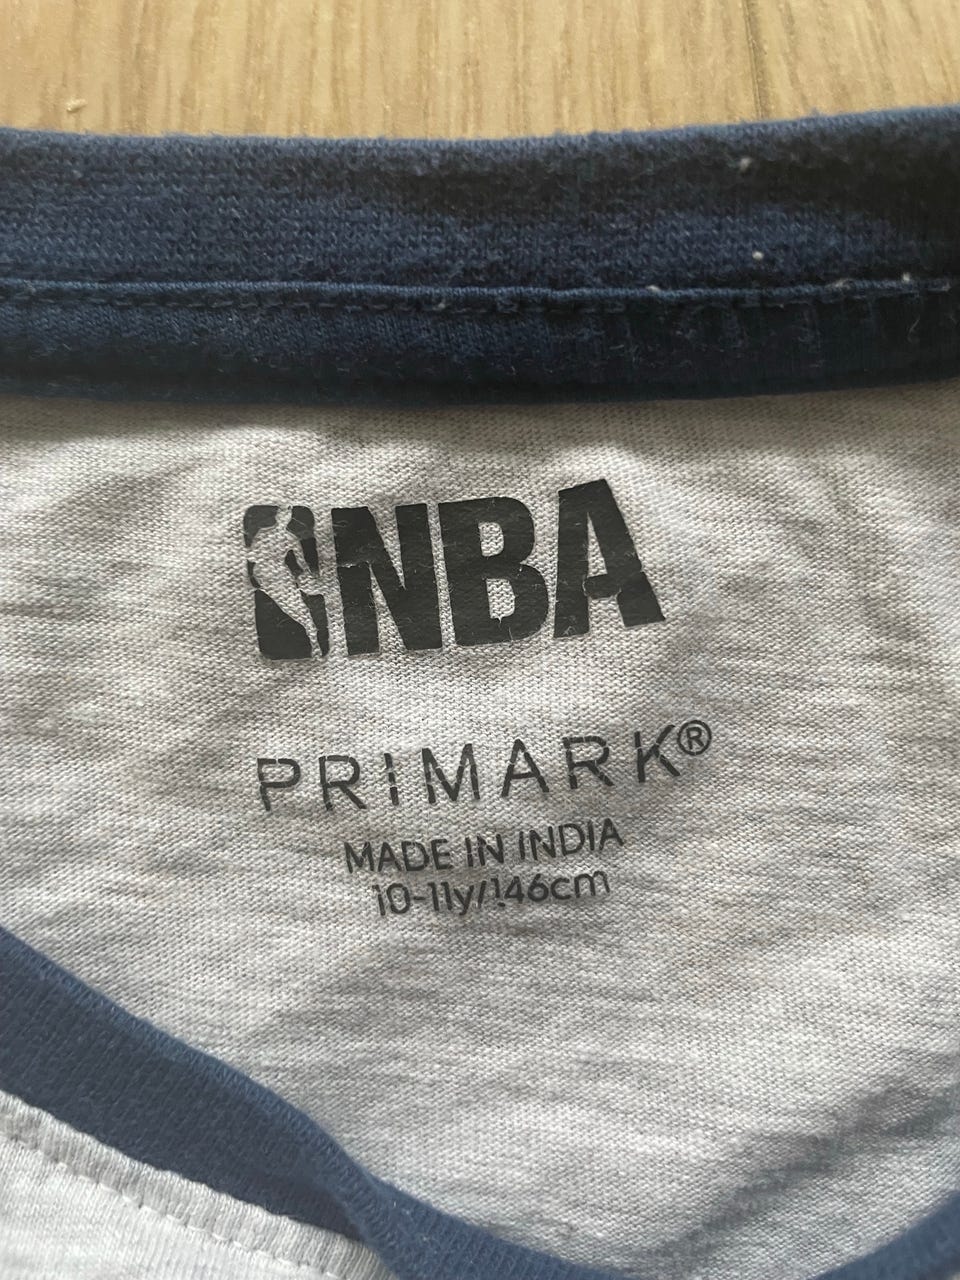 NBA
PRIMARK®
MADE IN INDIA
10-11y/146cm